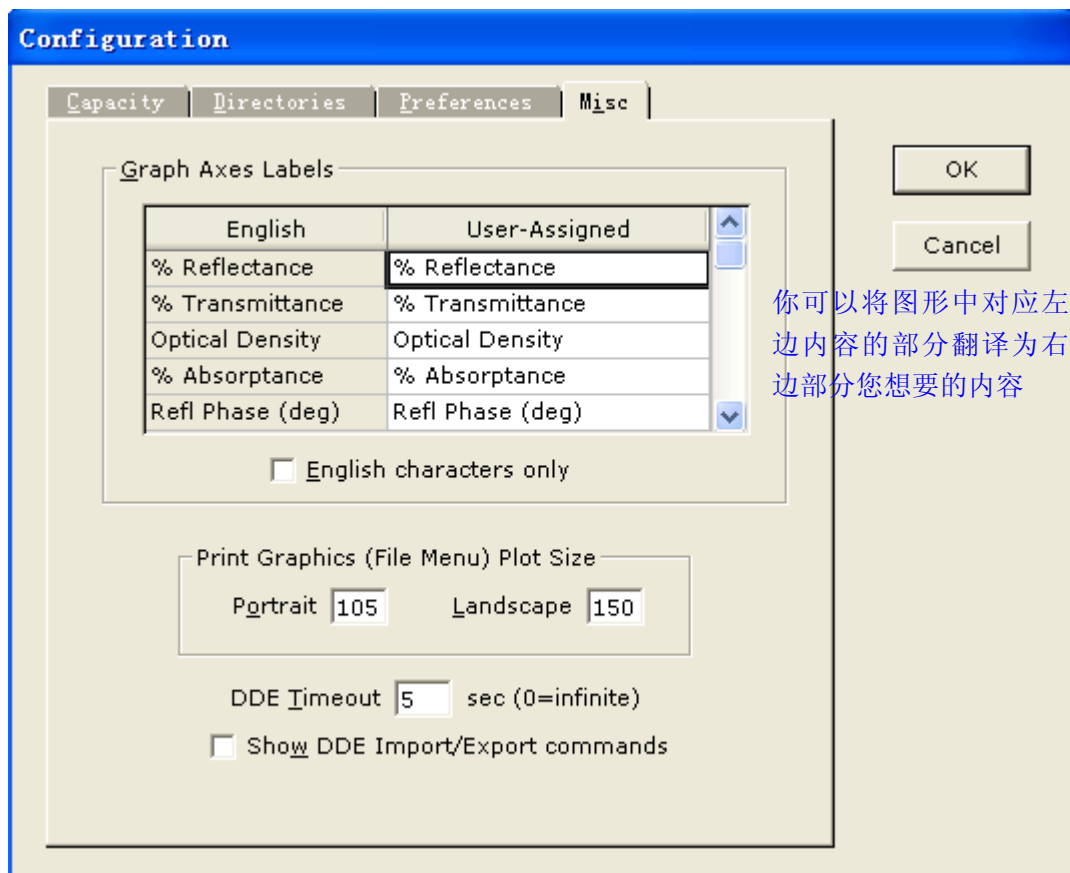 Configuration
Capacity Directories Preferences Misc
Graph Axes Labels
English User-Assigned
% Reflectance % Reflectance
% Transmittance % Transmittance
Optical Density Optical Density
% Absorptance % Absorptance
Refl Phase (deg) Refl Phase (deg)
English characters only
Print Graphics (File Menu) Plot Size
Portrait 105 Landscape 150
DDE Timeout 5 sec (0=infinite)
Show DDE Import/Export commands
OK
Cancel
你可以将图形中对应左
边内容的部分翻译为右
边部分您想要的内容